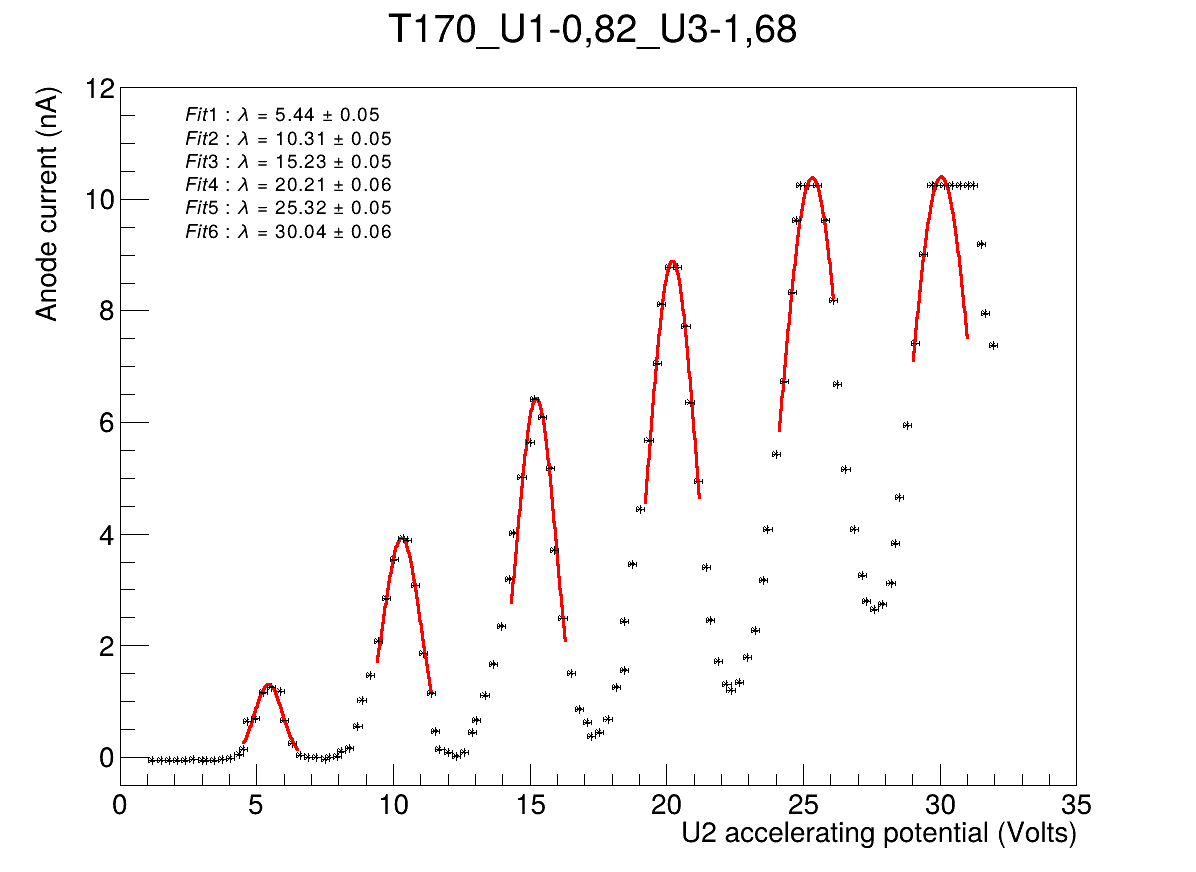 T170_U1-0,82_U3-1,68
Anode current (nA)
12
10
8
6
4
2
0
Fit1 : λ = 5.44 ± 0.05
Fit2 : λ = 10.31 ± 0.05
Fit3 : λ = 15.23 ± 0.05
Fit4 : λ = 20.21 ± 0.06
Fit5 : λ = 25.32 ± 0.05
Fit6 : λ = 30.04 ± 0.06
0 5 10 15 20 25 30 35
U2 accelerating potential (Volts)